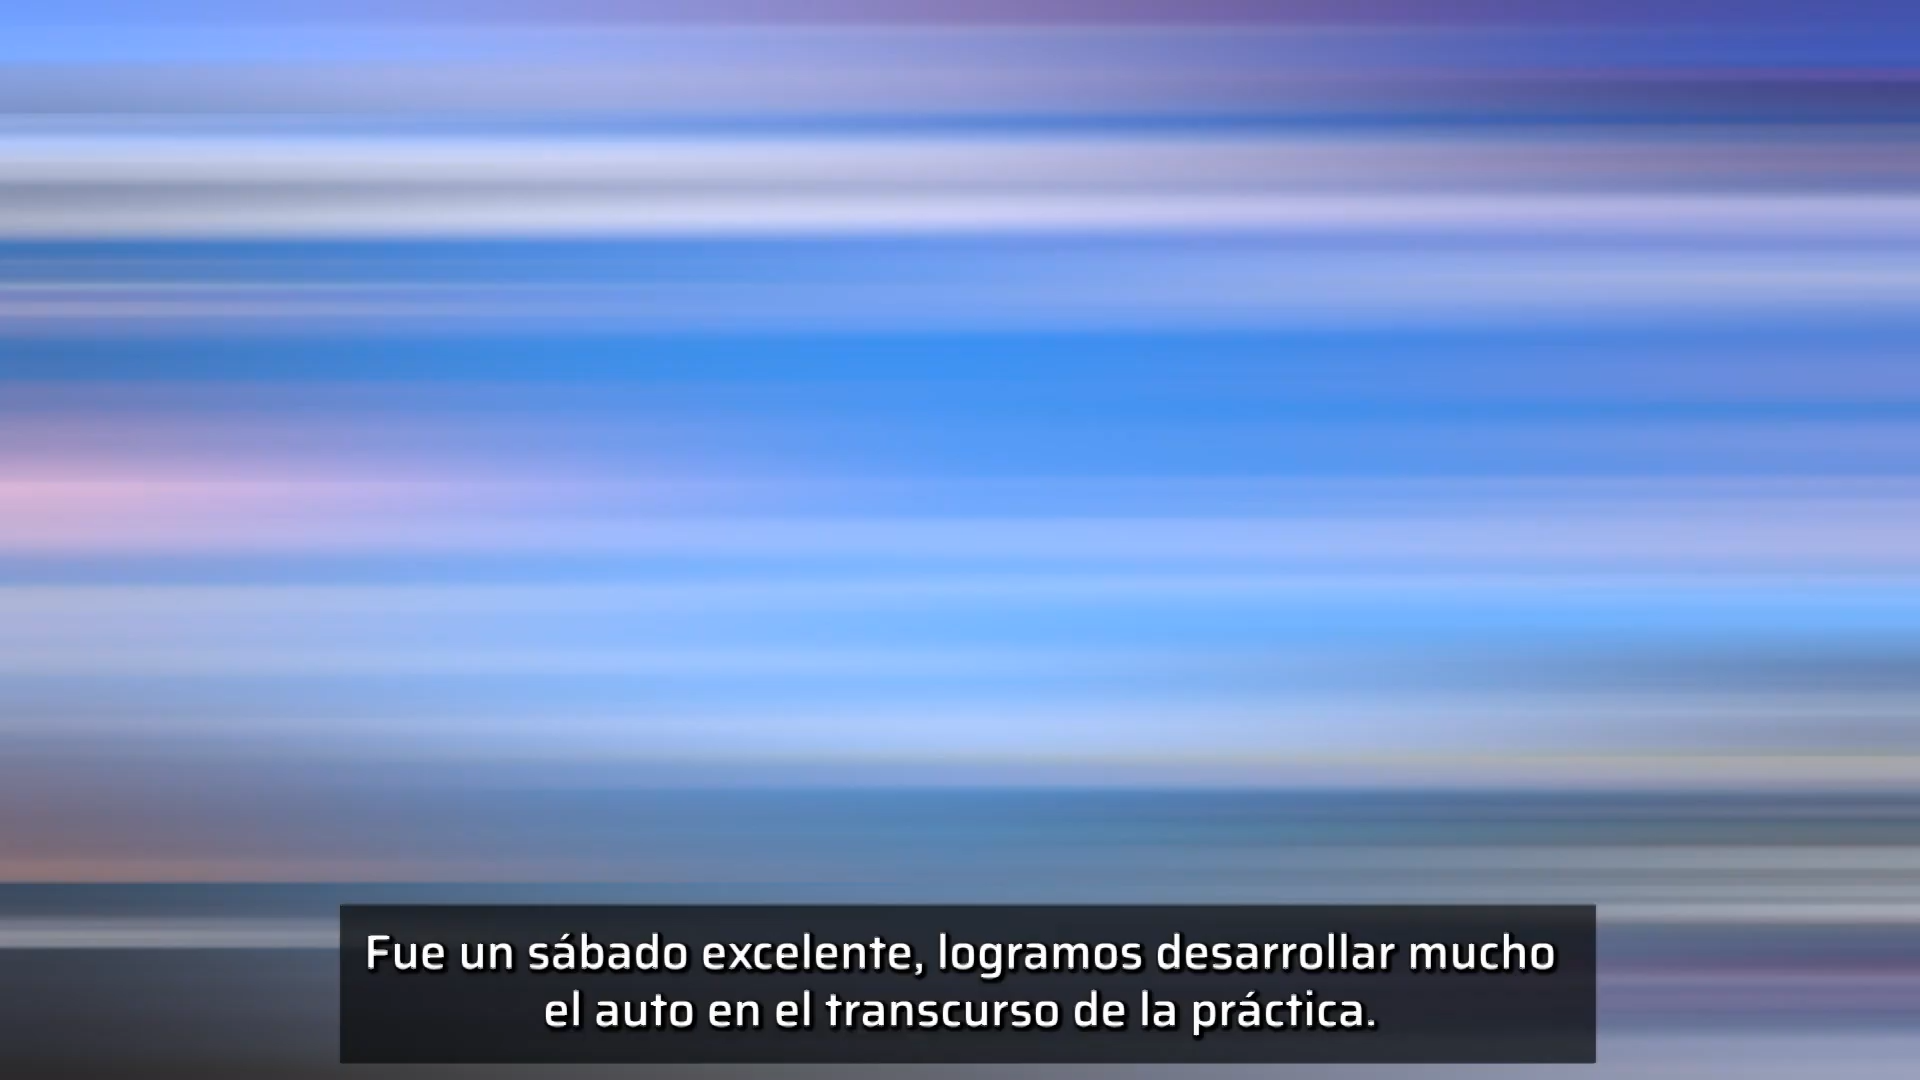 Fue un sábado excelente, logramos desarrollar mucho
el auto en el transcurso de la práctica.